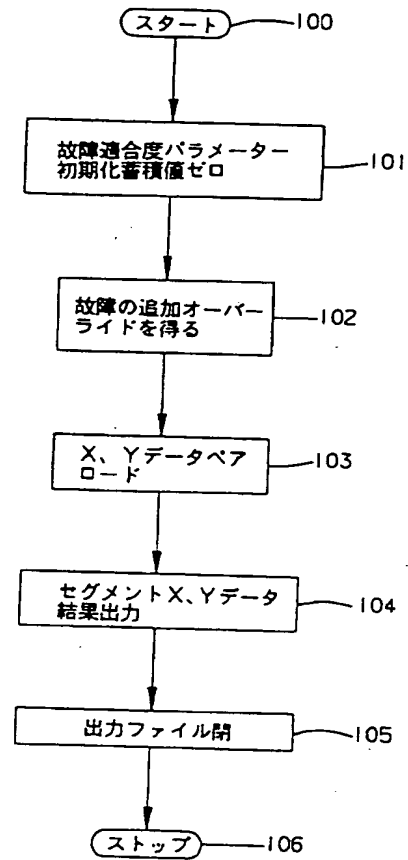 スタート
100
故障適合度パラメーター
初期化蓄積値ゼロ
101
故障の追加オーバー
ライドを得る
102
X、Yデータペア
ロード
103
セグメントX、Yデータ
結果出力
104
出力ファイル閉
105
ストップ
106